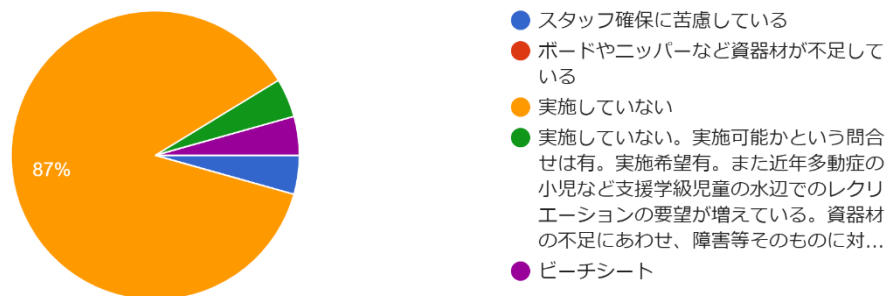 87%
スタッフ確保に苦慮している
ボードやニッパーなど資器材が不足して
いる
実施していない
実施していない。実施可能かという問合
せは有。実施希望有。また近年多動症の
小児など支援学級児童の水辺でのレクリ
エーションの要望が増えている。資器材
の不足にあわせ、障害等そのものに対...
ビーチシート